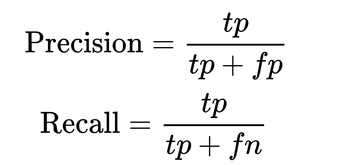 Precision = tp / tp + fp
Recall = tp / tp + fn